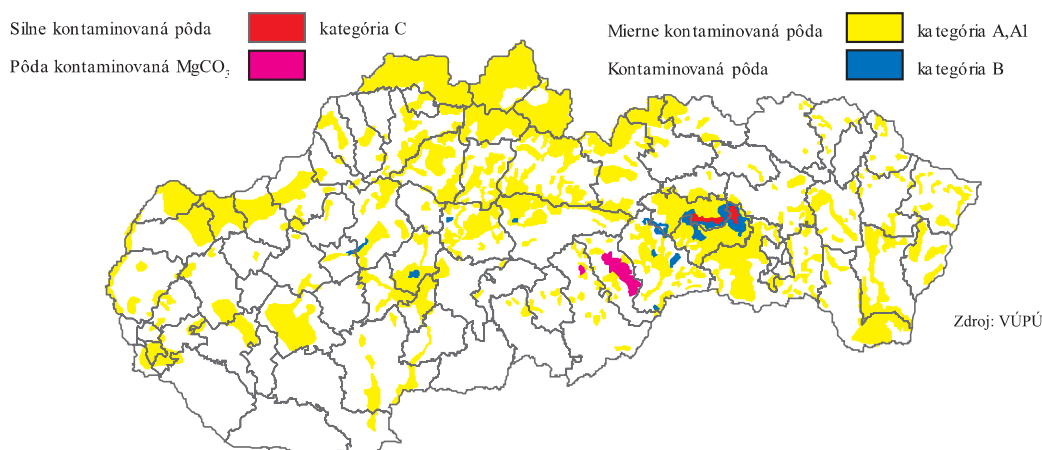 Silne kontaminovaná pôda kategória C
Pôda kontaminovaná MgCO3
Mierne kontaminovaná pôda kategória A,A1
Kontaminovaná pôda kategória B
Zdroj: VÚPÚ